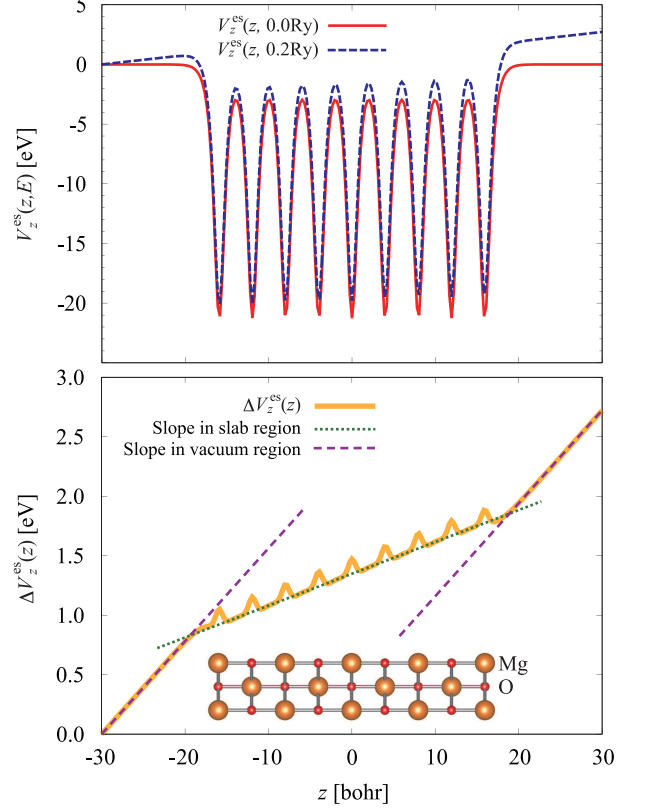 V_z^es(z, 0.0Ry)
V_z^es(z, 0.2Ry)
V_z^es(z,E) [eV]
0
-5
-10
-15
-20
ΔV_z^es(z)
Slope in slab region
Slope in vacuum region
ΔV_z^es(z) [eV]
3.0
2.5
2.0
1.5
1.0
0.5
0.0
Mg
O
-30 -20 -10 0 10 20 30
z [bohr]